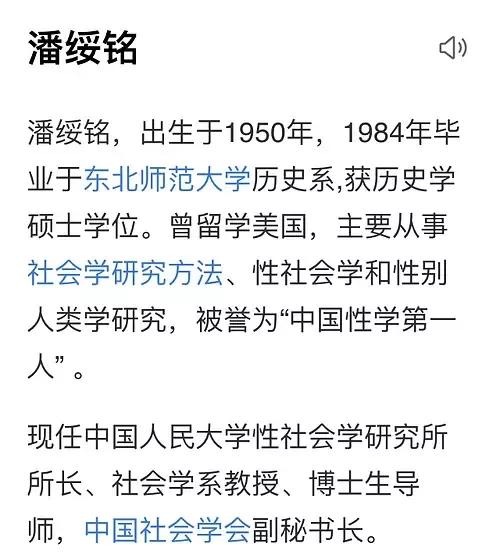 潘绥铭
潘绥铭，出生于1950年，1984年毕
业于东北师范大学历史系,获历史学
硕士学位。曾留学美国，主要从事
社会学研究方法、性社会学和性别
人类学研究，被誉为“中国性学第一
人” 。
现任中国人民大学性社会学研究所
所长、社会学系教授、博士生导
师，中国社会学会副秘书长。